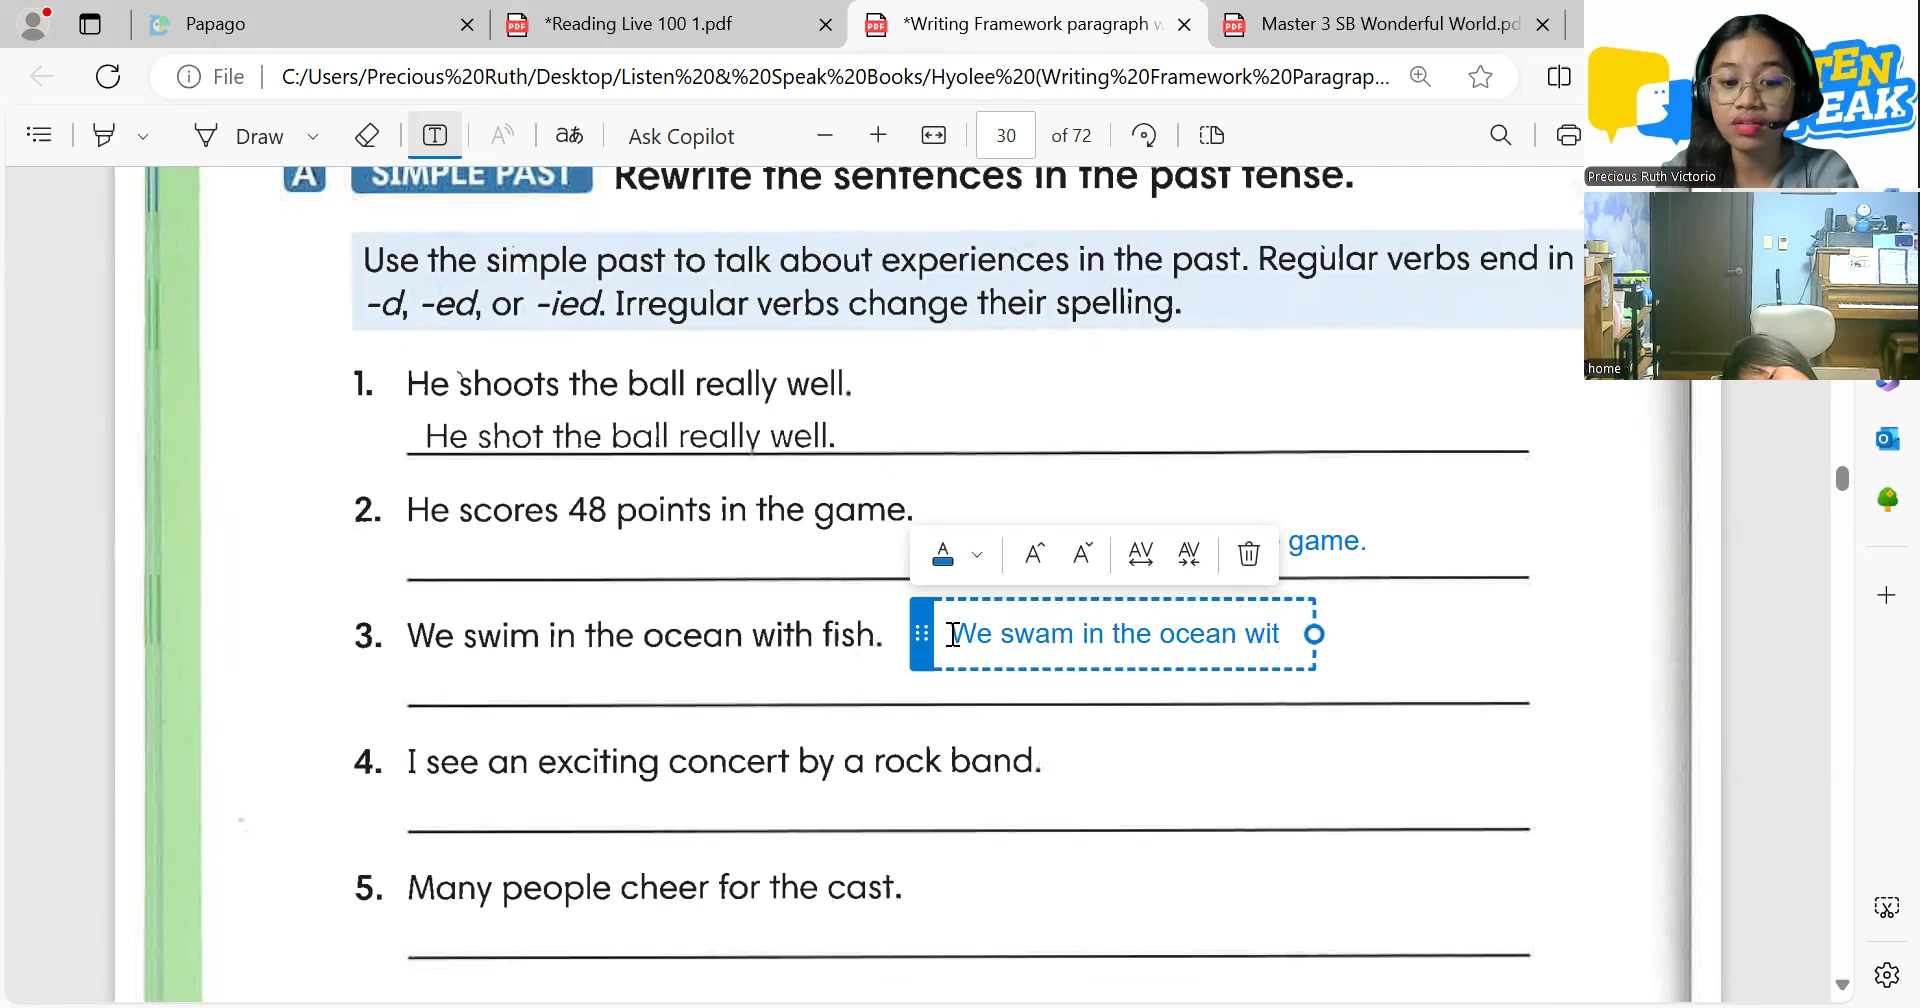 Papago
*Reading Live 100 1.pdf
*Writing Framework paragraph w
Master 3 SB Wonderful World.pd
File
C:/Users/Precious%20Ruth/Desktop/Listen%20&%20Speak%20Books/Hyolee%20(Writing%20Framework%20Paragrap...
Draw
Ask Copilot
30 of 72
TEN
PEAK
Precious Ruth Victorio
home
A SIMPLE PAST Rewrite the sentences in the past tense.
Use the simple past to talk about experiences in the past. Regular verbs end in
-d, -ed, or -ied. Irregular verbs change their spelling.
1. He shoots the ball really well.
He shot the ball really well.
2. He scores 48 points in the game.
game.
3. We swim in the ocean with fish.
We swam in the ocean wit
4. I see an exciting concert by a rock band.
5. Many people cheer for the cast.